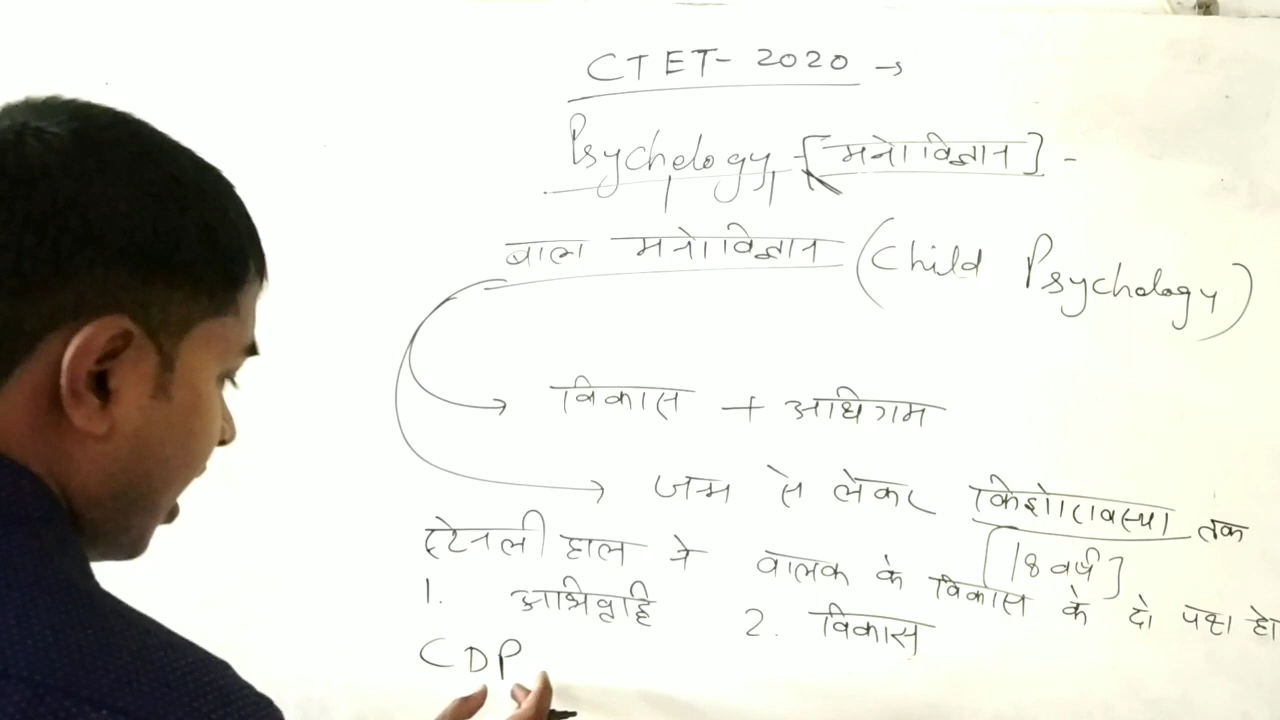 CTET- 2020 →
Psychology - [मनोविज्ञान] -
बाल मनोविज्ञान (Child Psychology)
→ विकास + अधिगम
→ जन्म से लेकर किशोरावस्था तक
[18 वर्ष]
स्टेनली हाल ने बालक के विकास के दो पक्ष हो
1. अभिवृद्धि 2. विकास
CDP